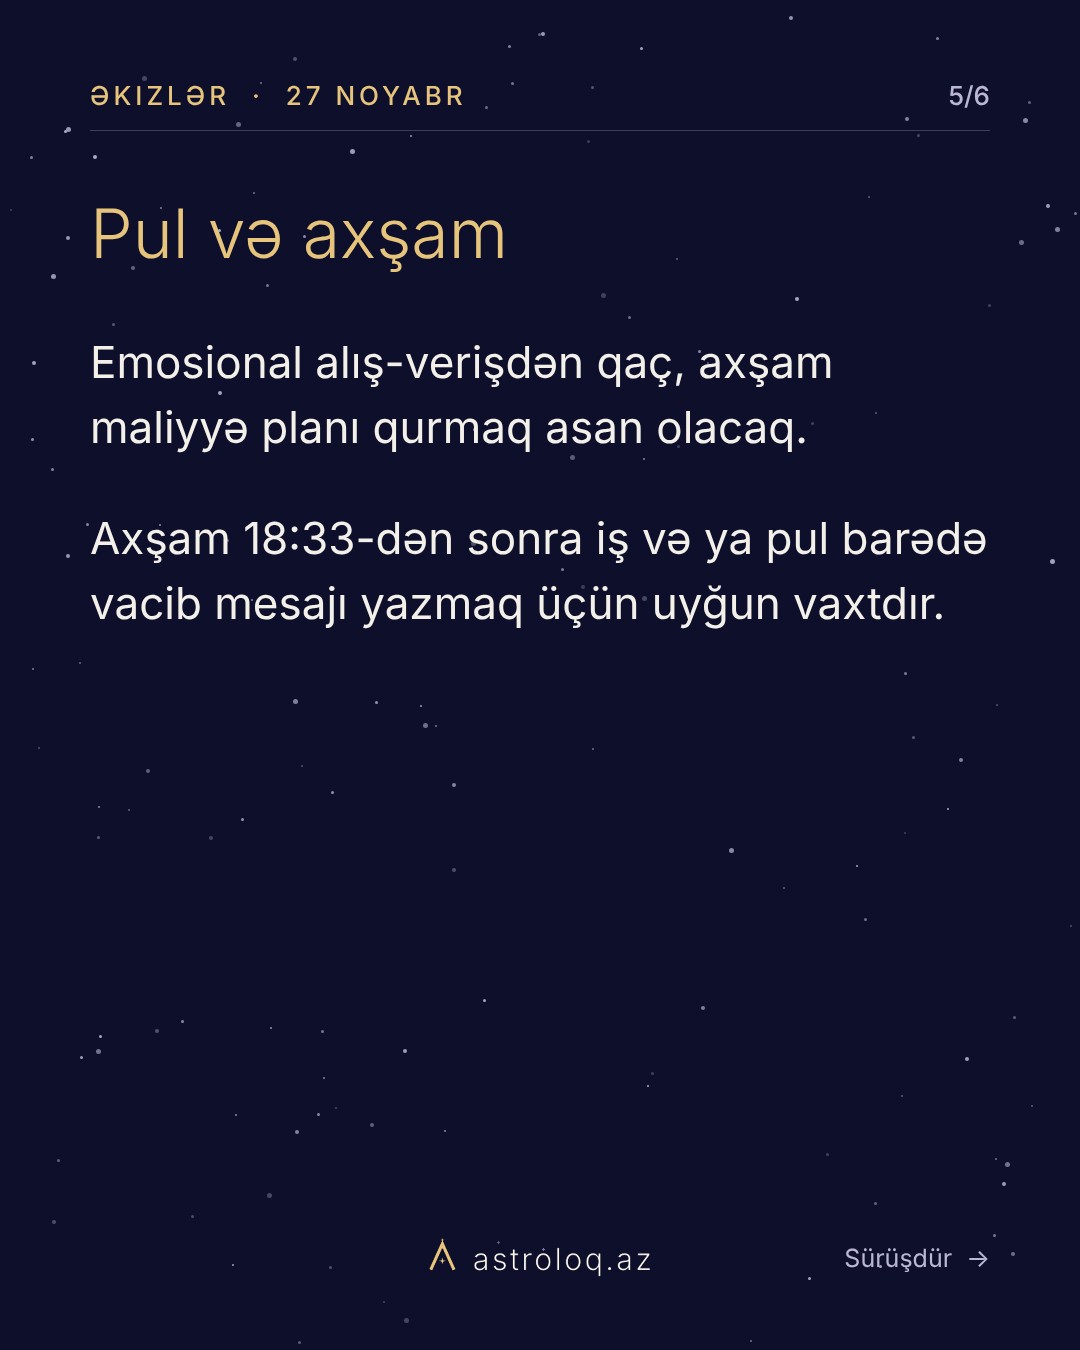 ƏKIZLƏR · 27 NOYABR 5/6
Pul və axşam
Emosional alış-verişdən qaç, axşam
maliyyə planı qurmaq asan olacaq.
Axşam 18:33-dən sonra iş və ya pul barədə
vacib mesajı yazmaq üçün uyğun vaxtdır.
astroloq.az
Sürüşdür →